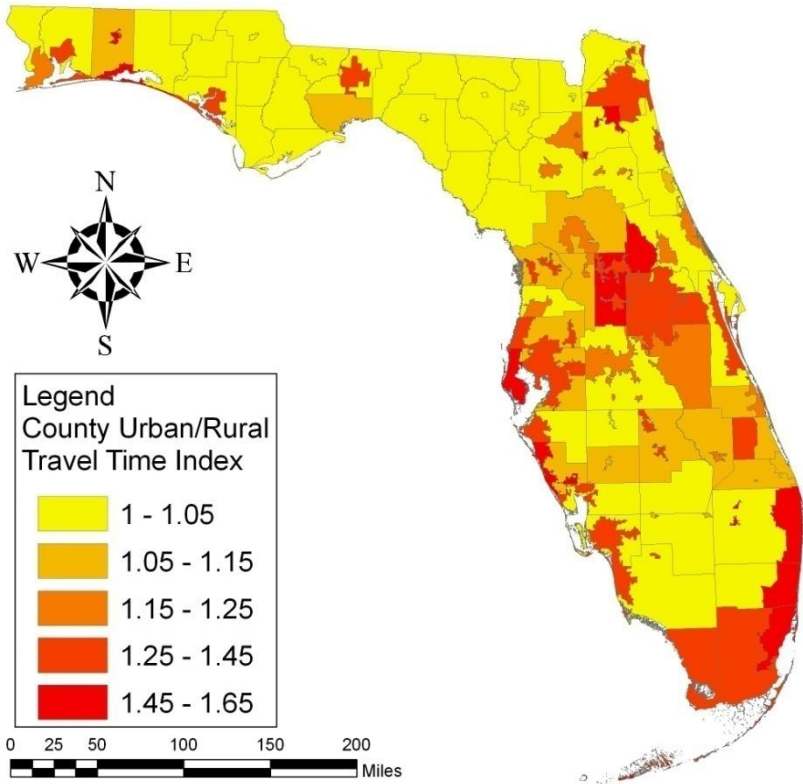 N
W E
S
Legend
County Urban/Rural
Travel Time Index
1 - 1.05
1.05 - 1.15
1.15 - 1.25
1.25 - 1.45
1.45 - 1.65
0 25 50 100 150 200
Miles